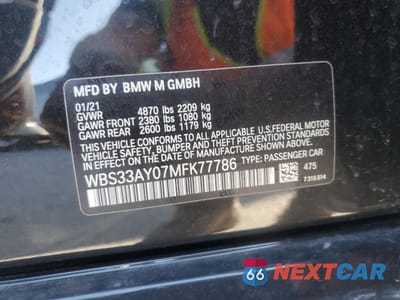 MFD BY BMW M GMBH
01/21
GVWR 4870 lbs 2209 kg
GAWR FRONT 2380 lbs 1080 kg
GAWR REAR 2600 lbs 1179 kg
THIS VEHICLE CONFORMS TO ALL APPLICABLE U.S. FEDERAL MOTOR
VEHICLE SAFETY, BUMPER, AND THEFT PREVENTION STANDARDS
IN EFFECT ON THE DATE OF MANUFACTURE SHOWN ABOVE.
WBS33AY07MFK77786 TYPE: PASSENGER CAR
475
7315814
66 NEXTCAR